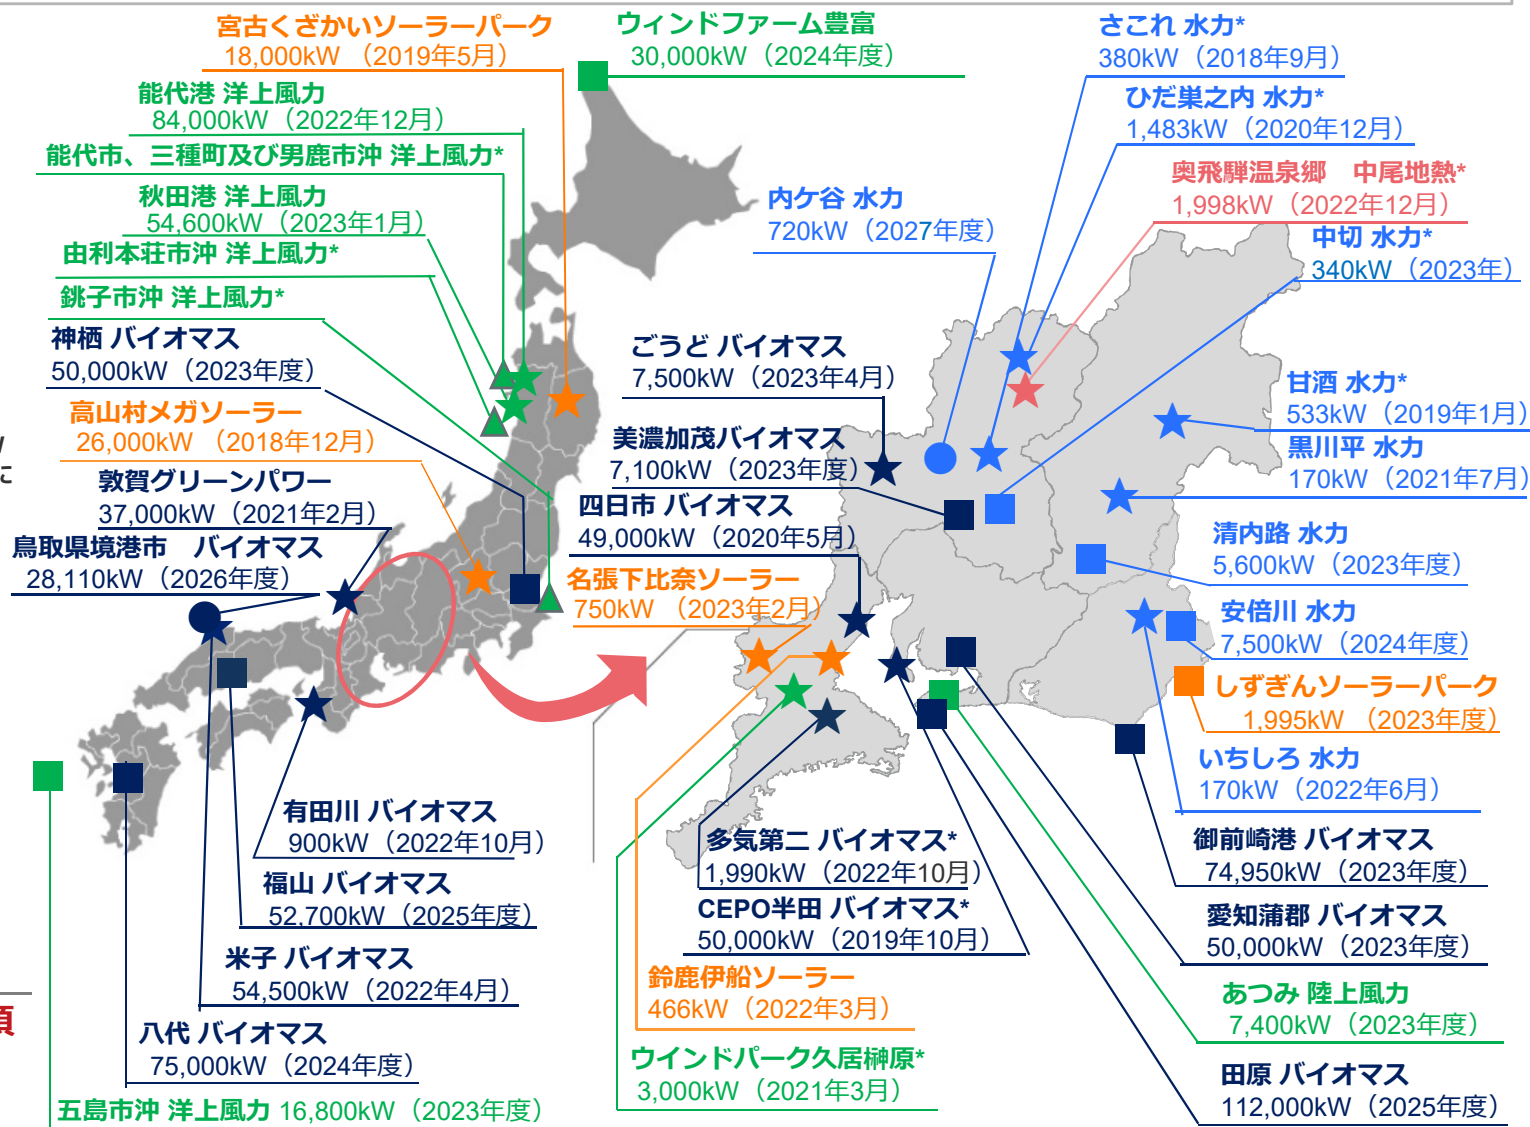 宮古くざかいソーラーパーク
18,000kW （2019年5月）
ウィンドファーム豊富
30,000kW（2024年度）
さこれ 水力*
380kW（2018年9月）
能代港 洋上風力
84,000kW（2022年12月）
ひだ巣之内 水力*
1,483kW（2020年12月）
能代市、三種町及び男鹿市沖 洋上風力*
奥飛騨温泉郷　中尾地熱*
1,998kW（2022年12月）
秋田港 洋上風力
54,600kW（2023年1月）
内ケ谷 水力
720kW（2027年度）
中切 水力*
340kW（2023年）
由利本荘市沖 洋上風力*
銚子市沖 洋上風力*
神栖 バイオマス
50,000kW（2023年度）
ごうど バイオマス
7,500kW（2023年4月）
甘酒 水力*
533kW（2019年1月）
高山村メガソーラー
26,000kW （2018年12月）
美濃加茂バイオマス
7,100kW（2023年度）
黒川平 水力
170kW（2021年7月）
に
敦賀グリーンパワー
37,000kW（2021年2月）
四日市 バイオマス
49,000kW（2020年5月）
清内路 水力
5,600kW（2023年度）
鳥取県境港市　バイオマス
28,110kW（2026年度）
名張下比奈ソーラー
750kW （2023年2月）
安倍川 水力
7,500kW（2024年度）
しずぎんソーラーパーク
1,995kW （2023年度）
いちしろ 水力
170kW（2022年6月）
有田川 バイオマス
900kW（2022年10月）
多気第二 バイオマス*
1,990kW（2022年10月）
御前崎港 バイオマス
74,950kW（2023年度）
福山 バイオマス
52,700kW（2025年度）
CEPO半田 バイオマス*
50,000kW（2019年10月）
愛知蒲郡 バイオマス
50,000kW（2023年度）
米子 バイオマス
54,500kW（2022年4月）
鈴鹿伊船ソーラー
466kW（2022年3月）
あつみ 陸上風力
7,400kW（2023年度）
八代 バイオマス
75,000kW（2024年度）
ウインドパーク久居榊原*
3,000kW（2021年3月）
田原 バイオマス
112,000kW（2025年度）
五島市沖 洋上風力 16,800kW（2023年度）